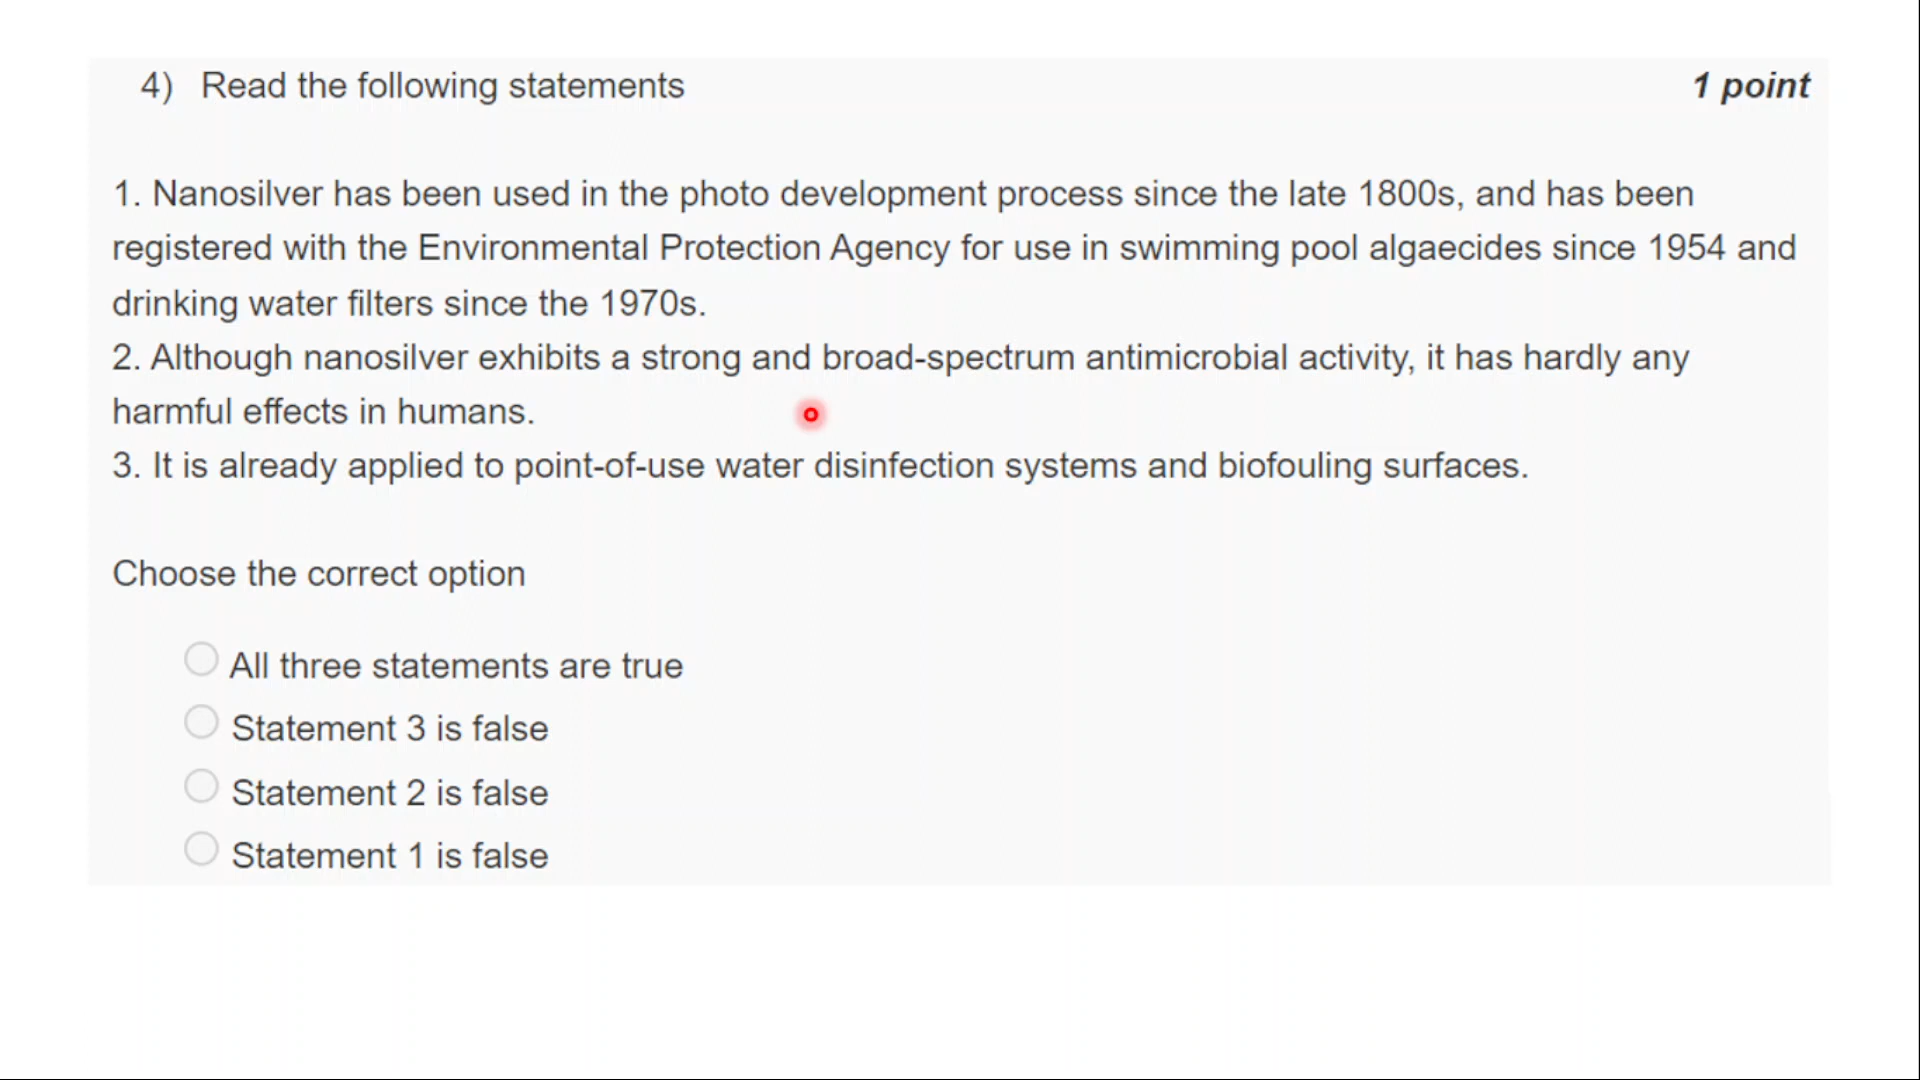 4) Read the following statements
1 point
1. Nanosilver has been used in the photo development process since the late 1800s, and has been
registered with the Environmental Protection Agency for use in swimming pool algaecides since 1954 and
drinking water filters since the 1970s.
2. Although nanosilver exhibits a strong and broad-spectrum antimicrobial activity, it has hardly any
harmful effects in humans.
3. It is already applied to point-of-use water disinfection systems and biofouling surfaces.
Choose the correct option
All three statements are true
Statement 3 is false
Statement 2 is false
Statement 1 is false